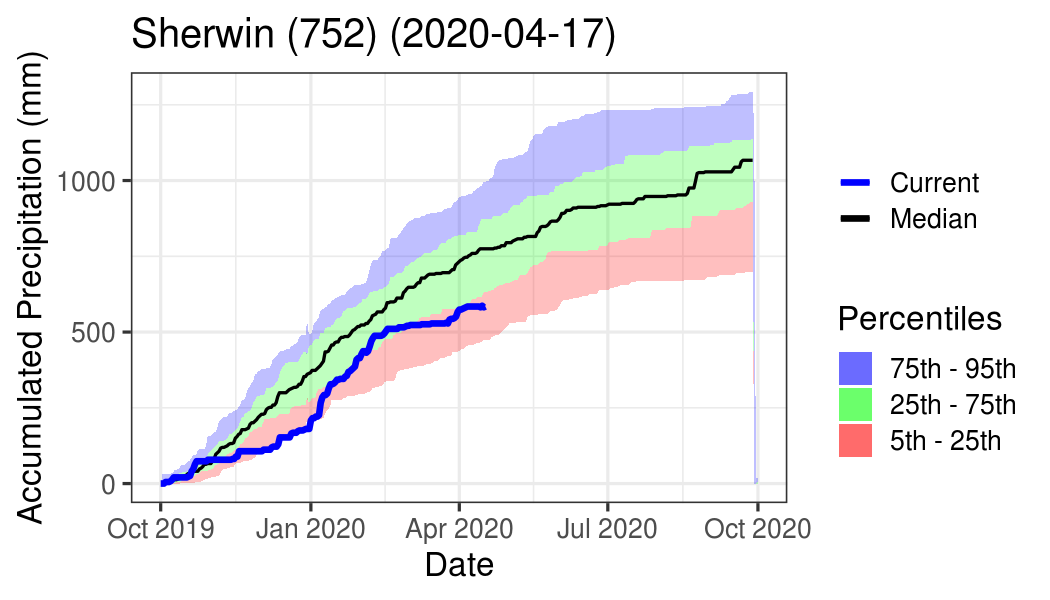 Sherwin (752) (2020-04-17)
Accumulated Precipitation (mm)
1000
500
0
Oct 2019
Jan 2020
Apr 2020
Jul 2020
Oct 2020
Date
Current
Median
Percentiles
75th - 95th
25th - 75th
5th - 25th